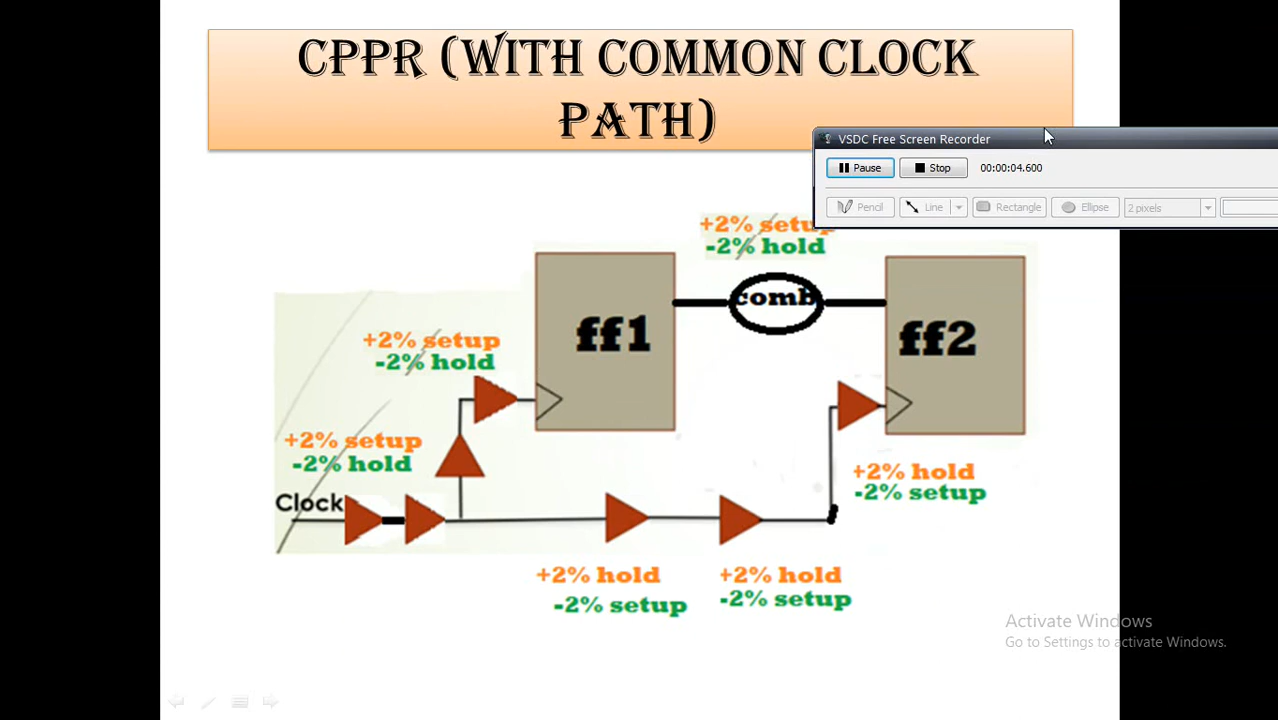 CPPR (WITH COMMON CLOCK
PATH)
VSDC Free Screen Recorder
Pause
Stop
00:00:04.600
Pencil
Line
Rectangle
Ellipse
2 pixels
+2% setup
-2% hold
comb
ff1
ff2
+2% setup
-2% hold
+2% setup
-2% hold
Clock
+2% hold
-2% setup
+2% hold
-2% setup
+2% hold
-2% setup
Activate Windows
Go to Settings to activate Windows.